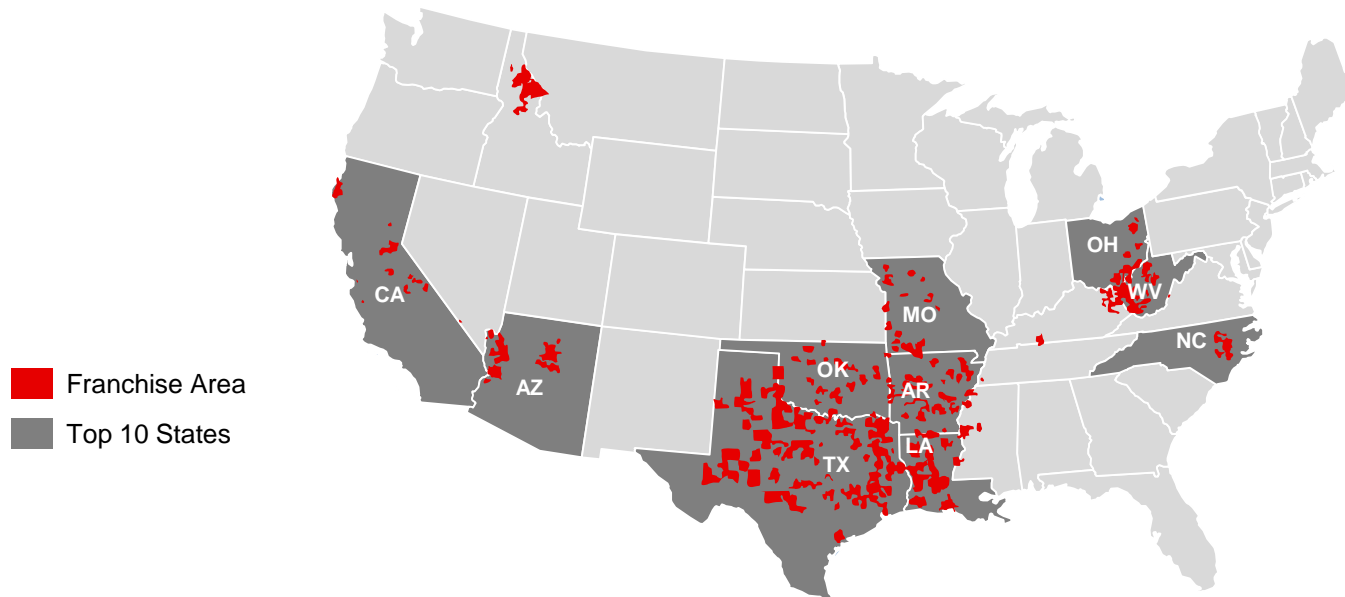 OH
WV
CA
MO
NC
OK
AZ
AR
LA
TX
Franchise Area
Top 10 States